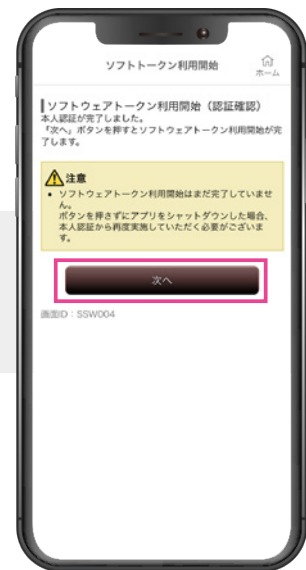 ソフトトークン利用開始
ホーム
ソフトウェアトークン利用開始（認証確認）
本人認証が完了しました。
「次へ」ボタンを押すとソフトウェアトークン利用開始が完
了します。
注意
• ソフトウェアトークン利用開始はまだ完了していませ
ん。
ボタンを押さずにアプリをシャットダウンした場合、
本人認証から再度実施していただく必要がございま
す。
次へ
画面ID：SSW004